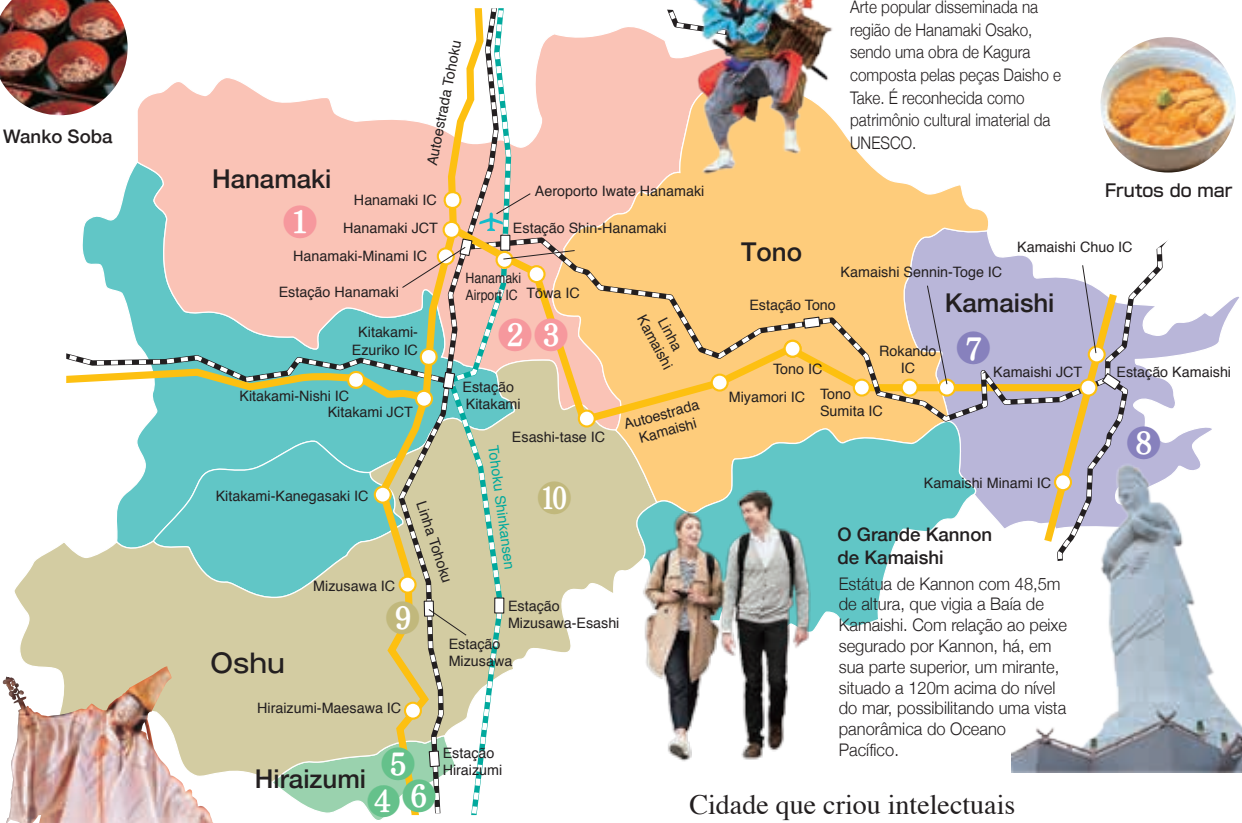 Wanko Soba
Arte popular disseminada na
região de Hanamaki Osako,
sendo uma obra de Kagura
composta pelas peças Daisho e
Take. É reconhecida como
patrimônio cultural imaterial da
UNESCO.
Frutos do mar
Autoestrada Tohoku
Hanamaki
1
Hanamaki IC
Aeroporto Iwate Hanamaki
Hanamaki JCT
Estação Shin-Hanamaki
Hanamaki-Minami IC
Estação Hanamaki
Hanamaki
Airport IC
Tōwa IC
2
3
Tono
Kamaishi Chuo IC
Kamaishi Sennin-Toge IC
Kamaishi
Estação Tono
Linha
Kamaishi
Kitakami-
Ezuriko IC
7
Rokando
IC
Kamaishi JCT
Estação Kamaishi
Tono IC
Kitakami-Nishi IC
Estação
Kitakami
Kitakami JCT
Miyamori IC
Tono
Sumita IC
Autoestrada
Kamaishi
Esashi-tase IC
8
Tohoku Shinkansen
Kitakami-Kanegasaki IC
10
Kamaishi Minami IC
Linha Tohoku
O Grande Kannon
de Kamaishi
Estátua de Kannon com 48,5m
de altura, que vigia a Baía de
Kamaishi. Com relação ao peixe
segurado por Kannon, há, em
sua parte superior, um mirante,
situado a 120m acima do nível
do mar, possibilitando uma vista
panorâmica do Oceano
Pacífico.
Mizusawa IC
9
Estação
Mizusawa-Esashi
Estação
Mizusawa
Oshu
Hiraizumi-Maesawa IC
Estação
Hiraizumi
Hiraizumi
5
4
6
Cidade que criou intelectuais